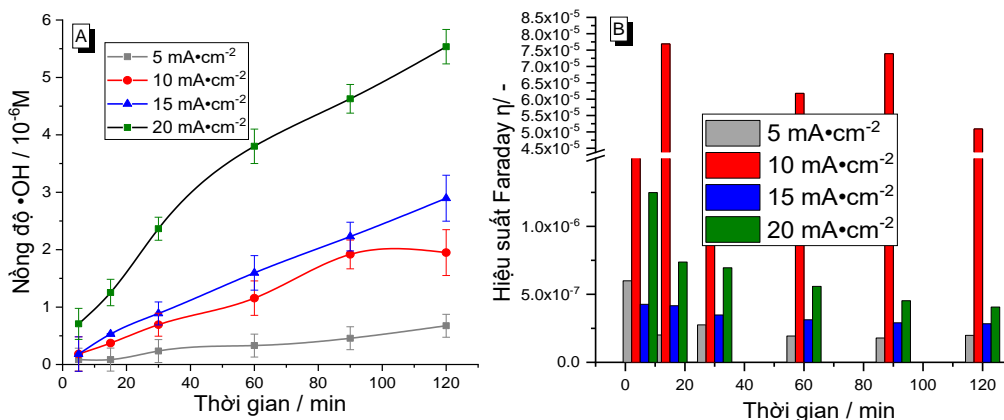 A
5 mA•cm⁻²
10 mA•cm⁻²
15 mA•cm⁻²
20 mA•cm⁻²
Nồng độ •OH / 10⁻⁶M
6
5
4
3
2
1
0
0 20 40 60 80 100 120
Thời gian / min
B
5 mA•cm⁻²
10 mA•cm⁻²
15 mA•cm⁻²
20 mA•cm⁻²
Hiệu suất Faraday η/ -
8.5x10⁻⁵
8.0x10⁻⁵
7.5x10⁻⁵
7.0x10⁻⁵
6.5x10⁻⁵
6.0x10⁻⁵
5.5x10⁻⁵
5.0x10⁻⁵
4.5x10⁻⁵
1.0x10⁻⁶
5.0x10⁻⁷
0.0
0 20 40 60 80 100 120
Thời gian / min